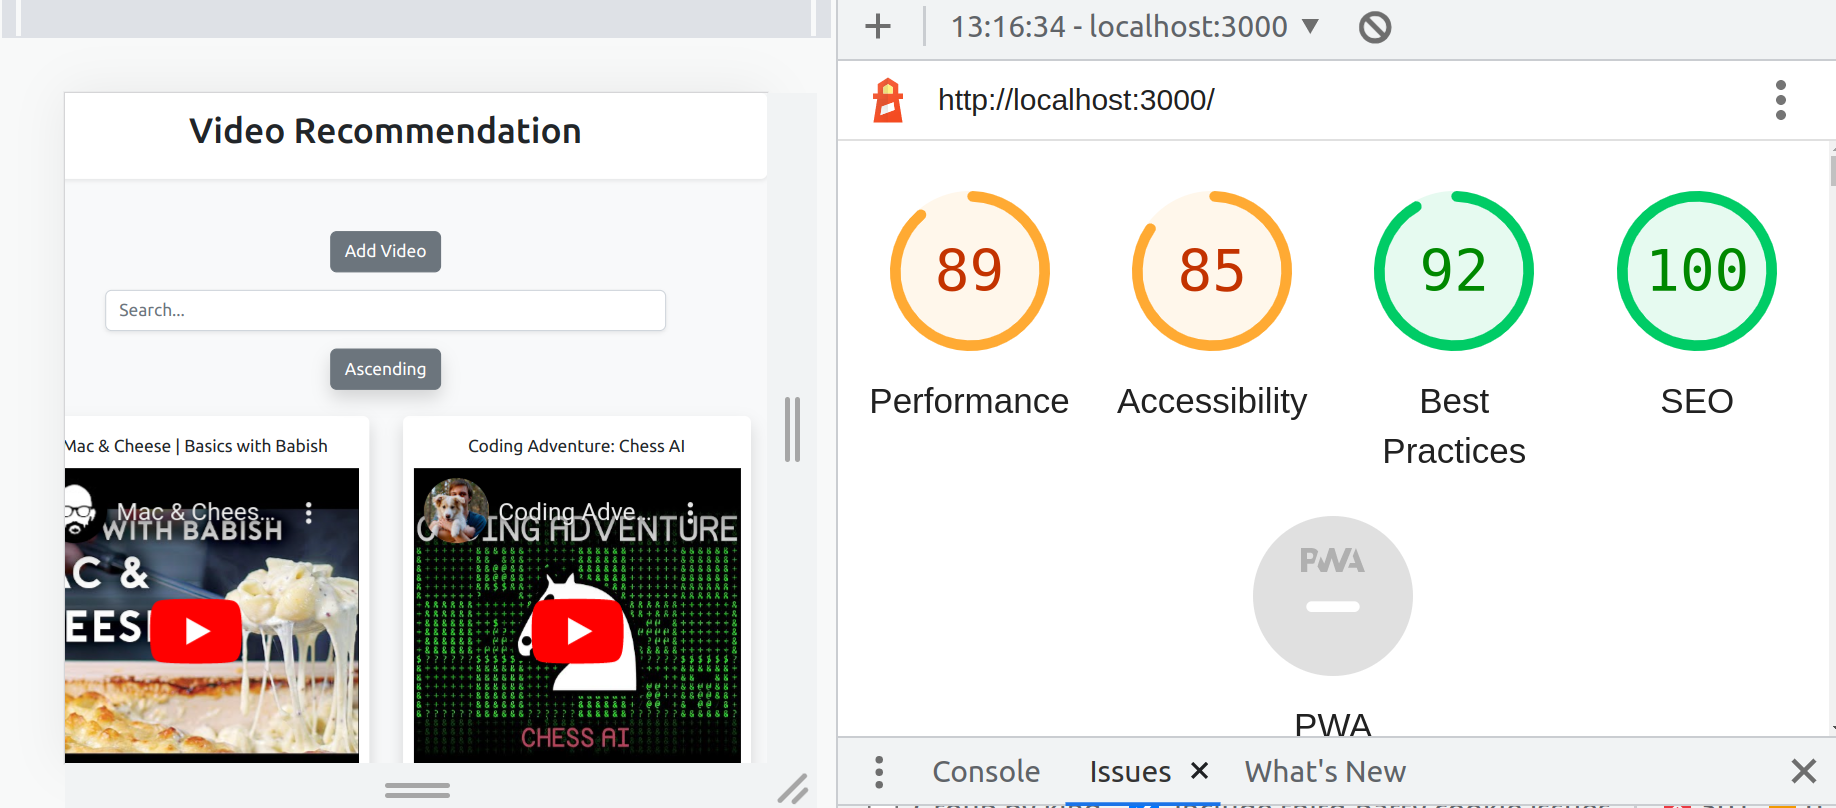 Video Recommendation
Add Video
Search...
Ascending
Mac & Cheese | Basics with Babish
Mac & Chees...
WITH BABISH
AC &
EESE
Coding Adventure: Chess AI
Coding Adve...
CODING ADVENTURE
CHESS AI
13:16:34 - localhost:3000
http://localhost:3000/
89
Performance
85
Accessibility
92
Best
Practices
100
SEO
PWA
PWA
Console
Issues
What's New